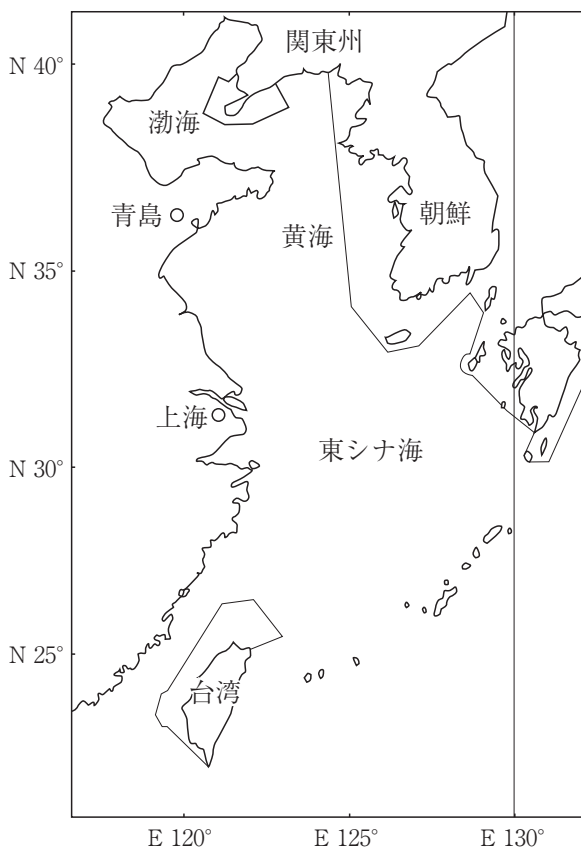 関東州
N 40°
渤海
青島
黄海
朝鮮
N 35°
上海
東シナ海
N 30°
N 25°
台湾
E 120°
E 125°
E 130°